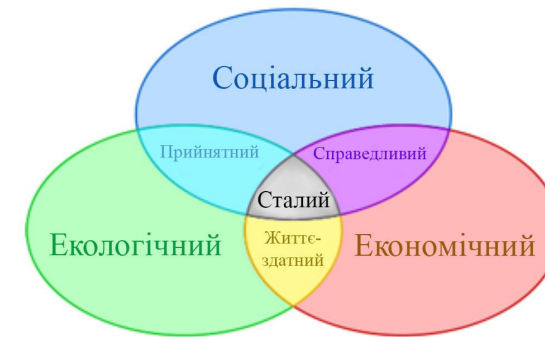 Соціальний
Прийнятний
Справедливий
Сталий
Екологічний
Життє-
здатний
Економічний